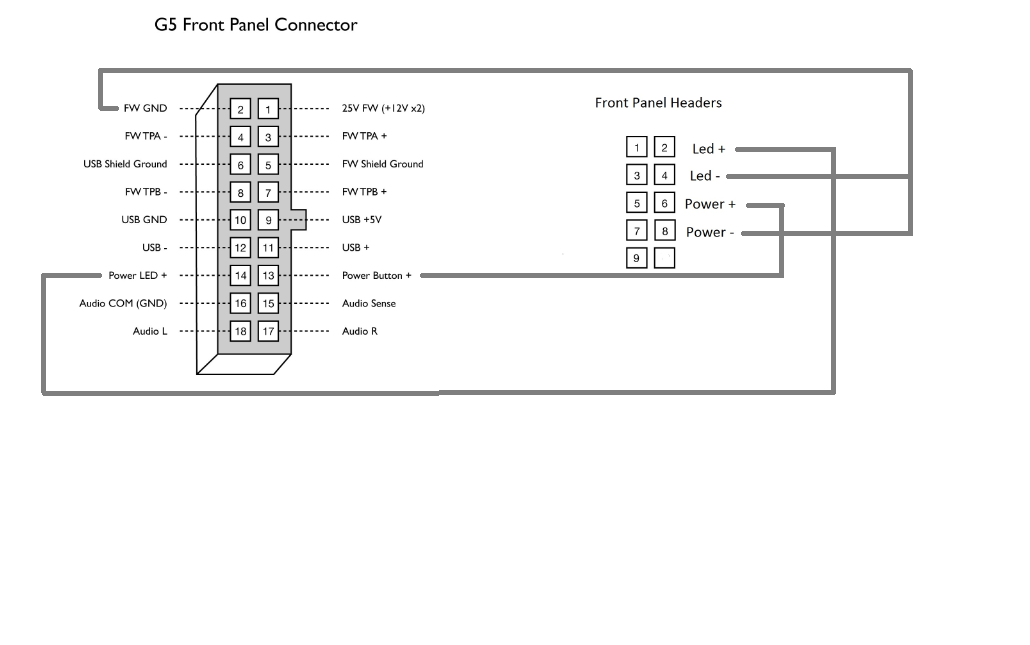 G5 Front Panel Connector
FW GND 2 1 25V FW (+12V x2)
FW TPA - 4 3 FW TPA +
USB Shield Ground 6 5 FW Shield Ground
FW TPB - 8 7 FW TPB +
USB GND 10 9 USB +5V
USB - 12 11 USB +
Power LED + 14 13 Power Button +
Audio COM (GND) 16 15 Audio Sense
Audio L 18 17 Audio R
Front Panel Headers
1 2 Led +
3 4 Led -
5 6 Power +
7 8 Power -
9